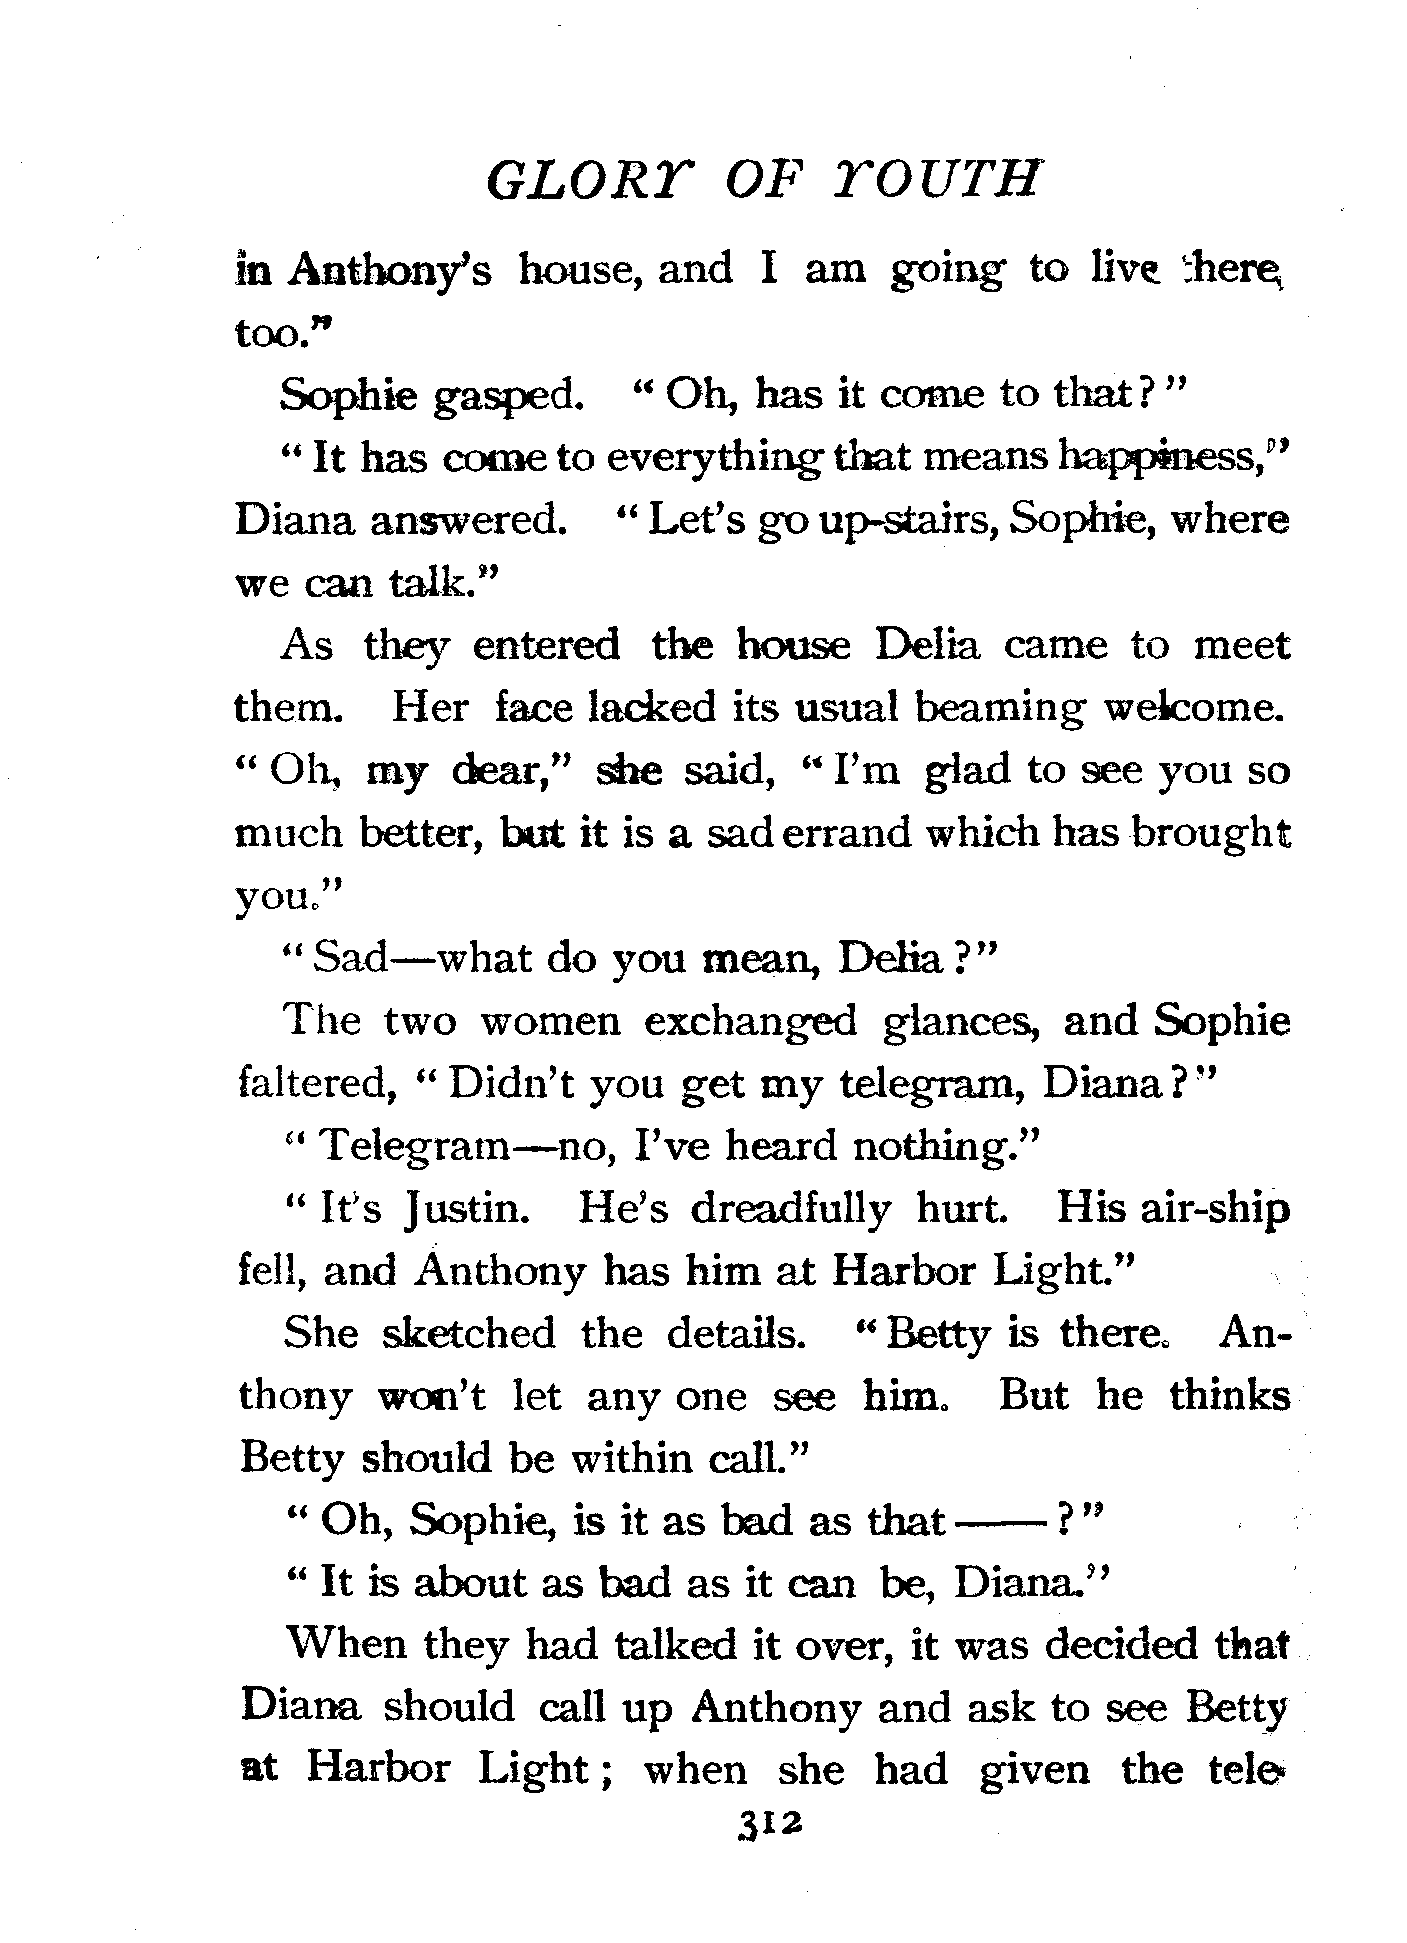 GLORY OF YOUTH
in Anthony's house, and I am going to live there,
too."
Sophie gasped. "Oh, has it come to that?"
"It has come to everything that means happiness,"
Diana answered. "Let's go up-stairs, Sophie, where
we can talk."
As they entered the house Delia came to meet
them. Her face lacked its usual beaming welcome.
"Oh, my dear," she said, "I'm glad to see you so
much better, but it is a sad errand which has brought
you."
"Sad—what do you mean, Delia?"
The two women exchanged glances, and Sophie
faltered, "Didn't you get my telegram, Diana?"
"Telegram—no, I've heard nothing."
"It's Justin. He's dreadfully hurt. His air-ship
fell, and Anthony has him at Harbor Light."
She sketched the details. "Betty is there. An-
thony won't let any one see him. But he thinks
Betty should be within call."
"Oh, Sophie, is it as bad as that——?"
"It is about as bad as it can be, Diana."
When they had talked it over, it was decided that
Diana should call up Anthony and ask to see Betty
at Harbor Light; when she had given the tele-
312